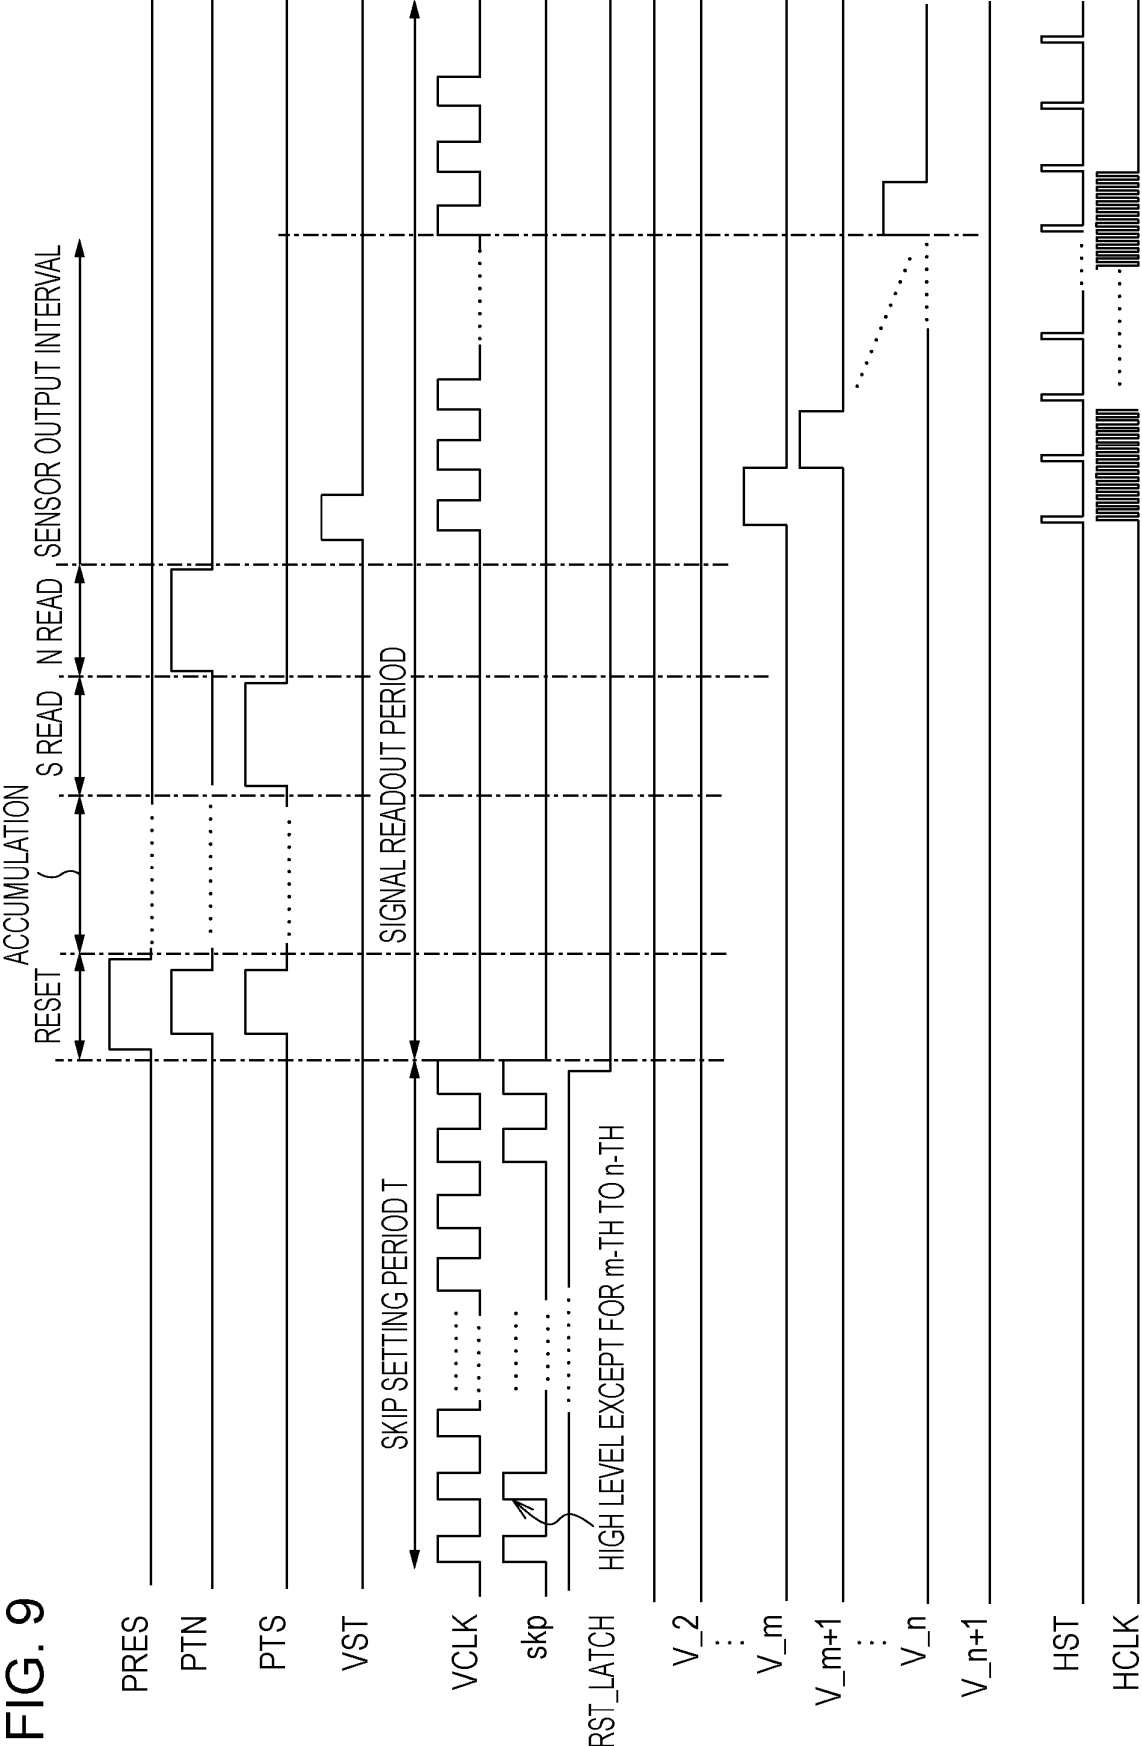 FIG. 9
ACCUMULATION
RESET
S READ
N READ
SENSOR OUTPUT INTERVAL
PRES
PTN
PTS
VST
SKIP SETTING PERIOD T
SIGNAL READOUT PERIOD
VCLK
skp
HIGH LEVEL EXCEPT FOR m-TH TO n-TH
RST_LATCH
V_2
V_m
V_m+1
V_n
V_n+1
HST
HCLK